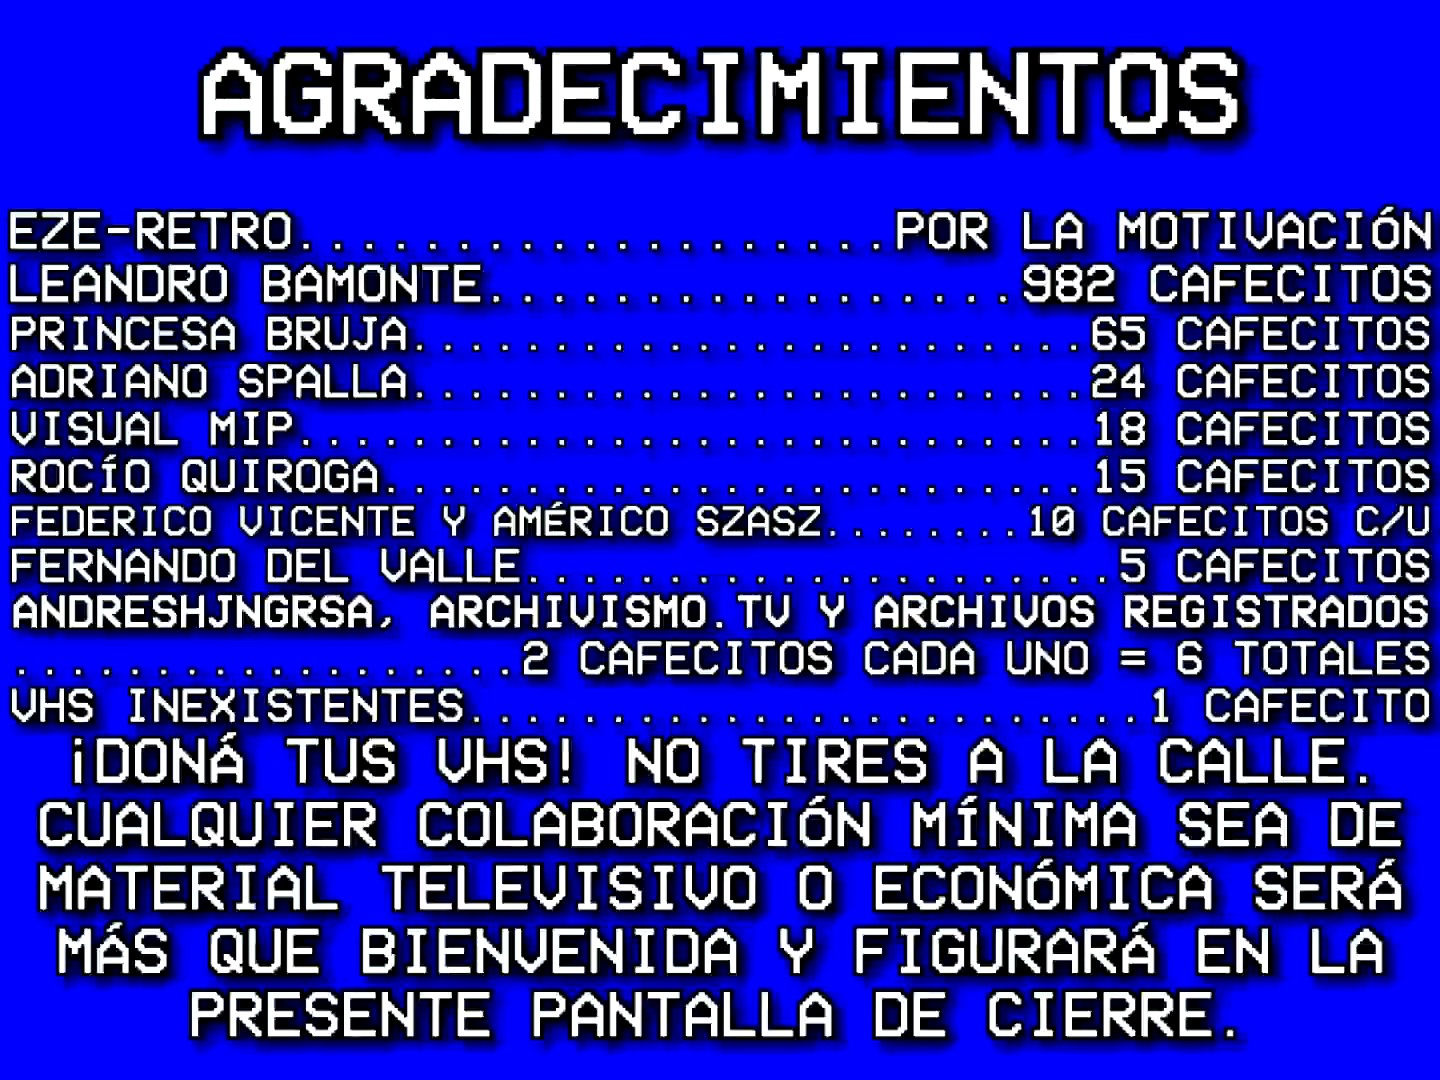 AGRADECIMIENTOS
EZE-RETRO...................POR LA MOTIVACIÓN
LEANDRO BAMONTE.................982 CAFECITOS
PRINCESA BRUJA........................65 CAFECITOS
ADRIANO SPALLA........................24 CAFECITOS
VISUAL MIP............................18 CAFECITOS
ROCÍO QUIROGA.........................15 CAFECITOS
FEDERICO VICENTE Y AMÉRICO SZASZ........10 CAFECITOS C/U
FERNANDO DEL VALLE.....................5 CAFECITOS
ANDRESHJNGRSA, ARCHIVISMO.TV Y ARCHIVOS REGISTRADOS
..................2 CAFECITOS CADA UNO = 6 TOTALES
VHS INEXISTENTES........................1 CAFECITO
¡DONÁ TUS VHS! NO TIRES A LA CALLE.
CUALQUIER COLABORACIÓN MÍNIMA SEA DE
MATERIAL TELEVISIVO O ECONÓMICA SERÁ
MÁS QUE BIENVENIDA Y FIGURARÁ EN LA
PRESENTE PANTALLA DE CIERRE.